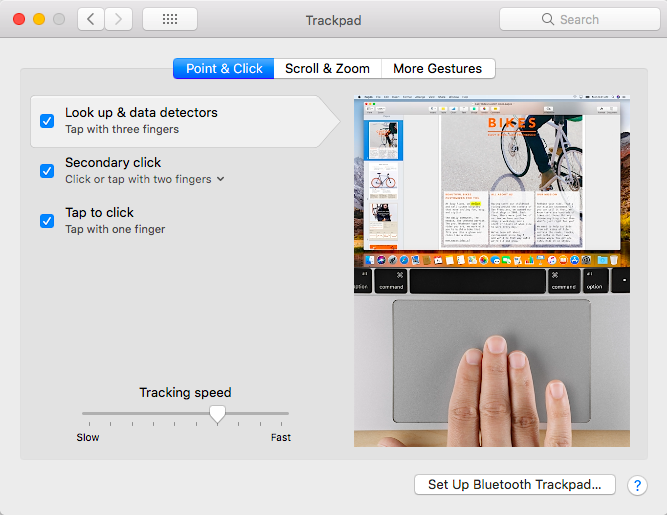 Trackpad
Search
Point & Click
Scroll & Zoom
More Gestures
Look up & data detectors
Tap with three fingers
Secondary click
Click or tap with two fingers
Tap to click
Tap with one finger
Tracking speed
Slow
Fast
BIKES
⌘
⌘
option
command
command
option
Set Up Bluetooth Trackpad...
?